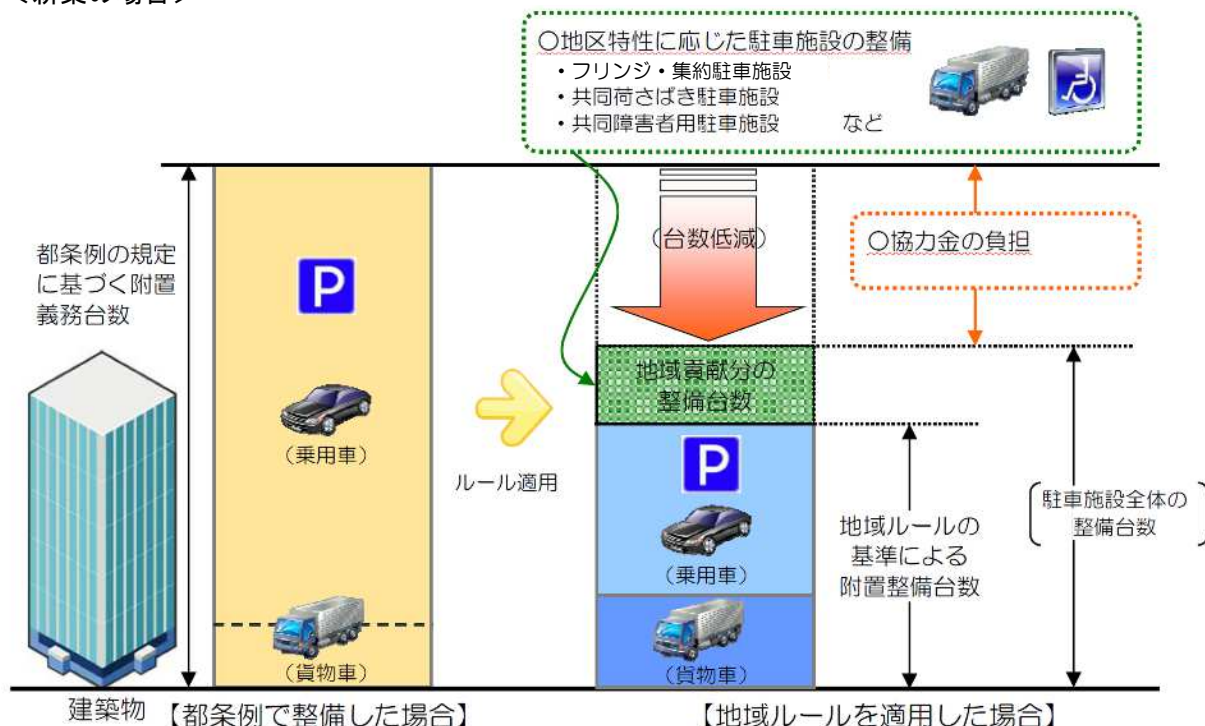 ＜新築の場合＞
〇地区特性に応じた駐車施設の整備
・フリンジ・集約駐車施設
・共同荷さばき駐車施設
・共同障害者用駐車施設　　など
都条例の規定
に基づく附置
義務台数
P
（乗用車）
（貨物車）
ルール適用
（台数低減）
地域貢献分の
整備台数
P
（乗用車）
（貨物車）
〇協力金の負担
地域ルールの
基準による
附置整備台数
駐車施設全体の
整備台数
建築物
【都条例で整備した場合】
【地域ルールを適用した場合】